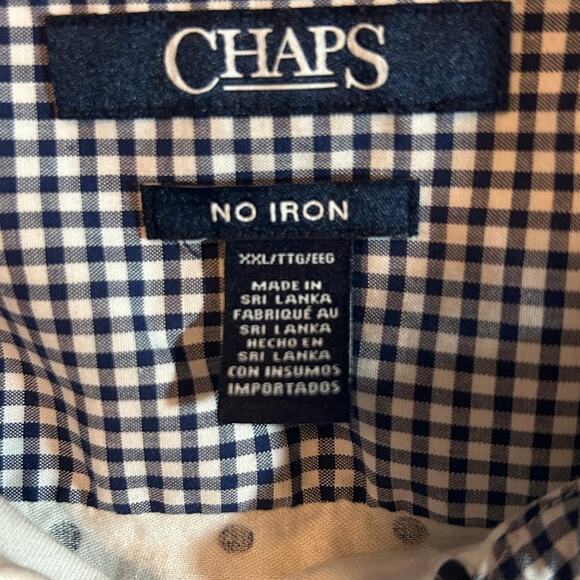 CHAPS
NO IRON
XXL/TTG/EEG
MADE IN
SRI LANKA
FABRIQUÉ AU
SRI LANKA
HECHO EN
SRI LANKA
CON INSUMOS
IMPORTADOS